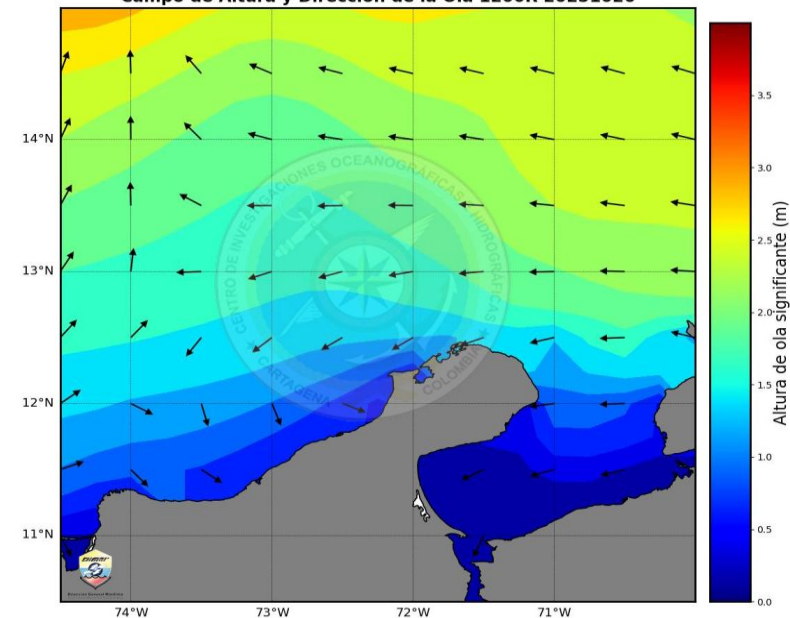 Campo de Altura y Dirección de la Ola 1200R 20251026
14°N
13°N
12°N
11°N
74°W
73°W
72°W
71°W
3.5
3.0
2.5
2.0
1.5
1.0
0.5
0.0
Altura de ola significante (m)
CENTRO DE INVESTIGACIONES OCEANOGRÁFICAS E HIDROGRÁFICAS
CARTAGENA
COLOMBIA